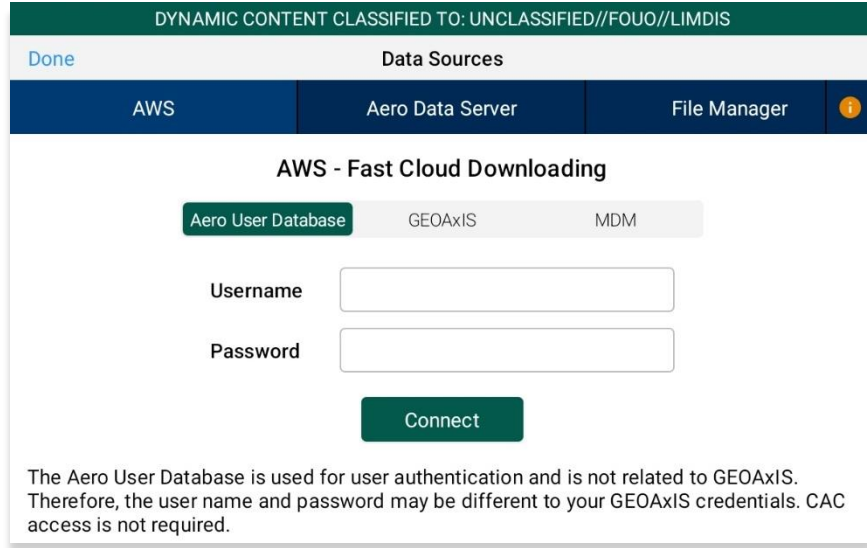 DYNAMIC CONTENT CLASSIFIED TO: UNCLASSIFIED//FOUO//LIMDIS
Done Data Sources
AWS Aero Data Server File Manager i
AWS - Fast Cloud Downloading
Aero User Database GEOAxIS MDM
Username
Password
Connect
The Aero User Database is used for user authentication and is not related to GEOAxIS.
Therefore, the user name and password may be different to your GEOAxIS credentials. CAC
access is not required.